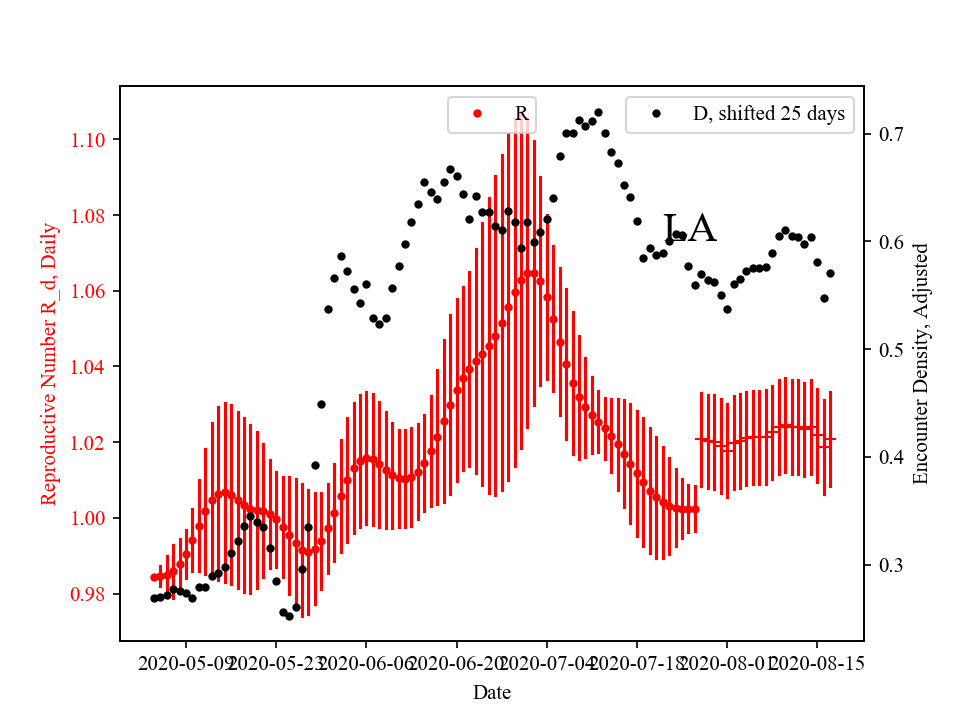 R
D, shifted 25 days
LA
Reproductive Number R_d, Daily
1.10
1.08
1.06
1.04
1.02
1.00
0.98
0.7
0.6
0.5
0.4
0.3
Encounter Density, Adjusted
2020-05-09 2020-05-23 2020-06-06 2020-06-20 2020-07-04 2020-07-18 2020-08-01 2020-08-15
Date